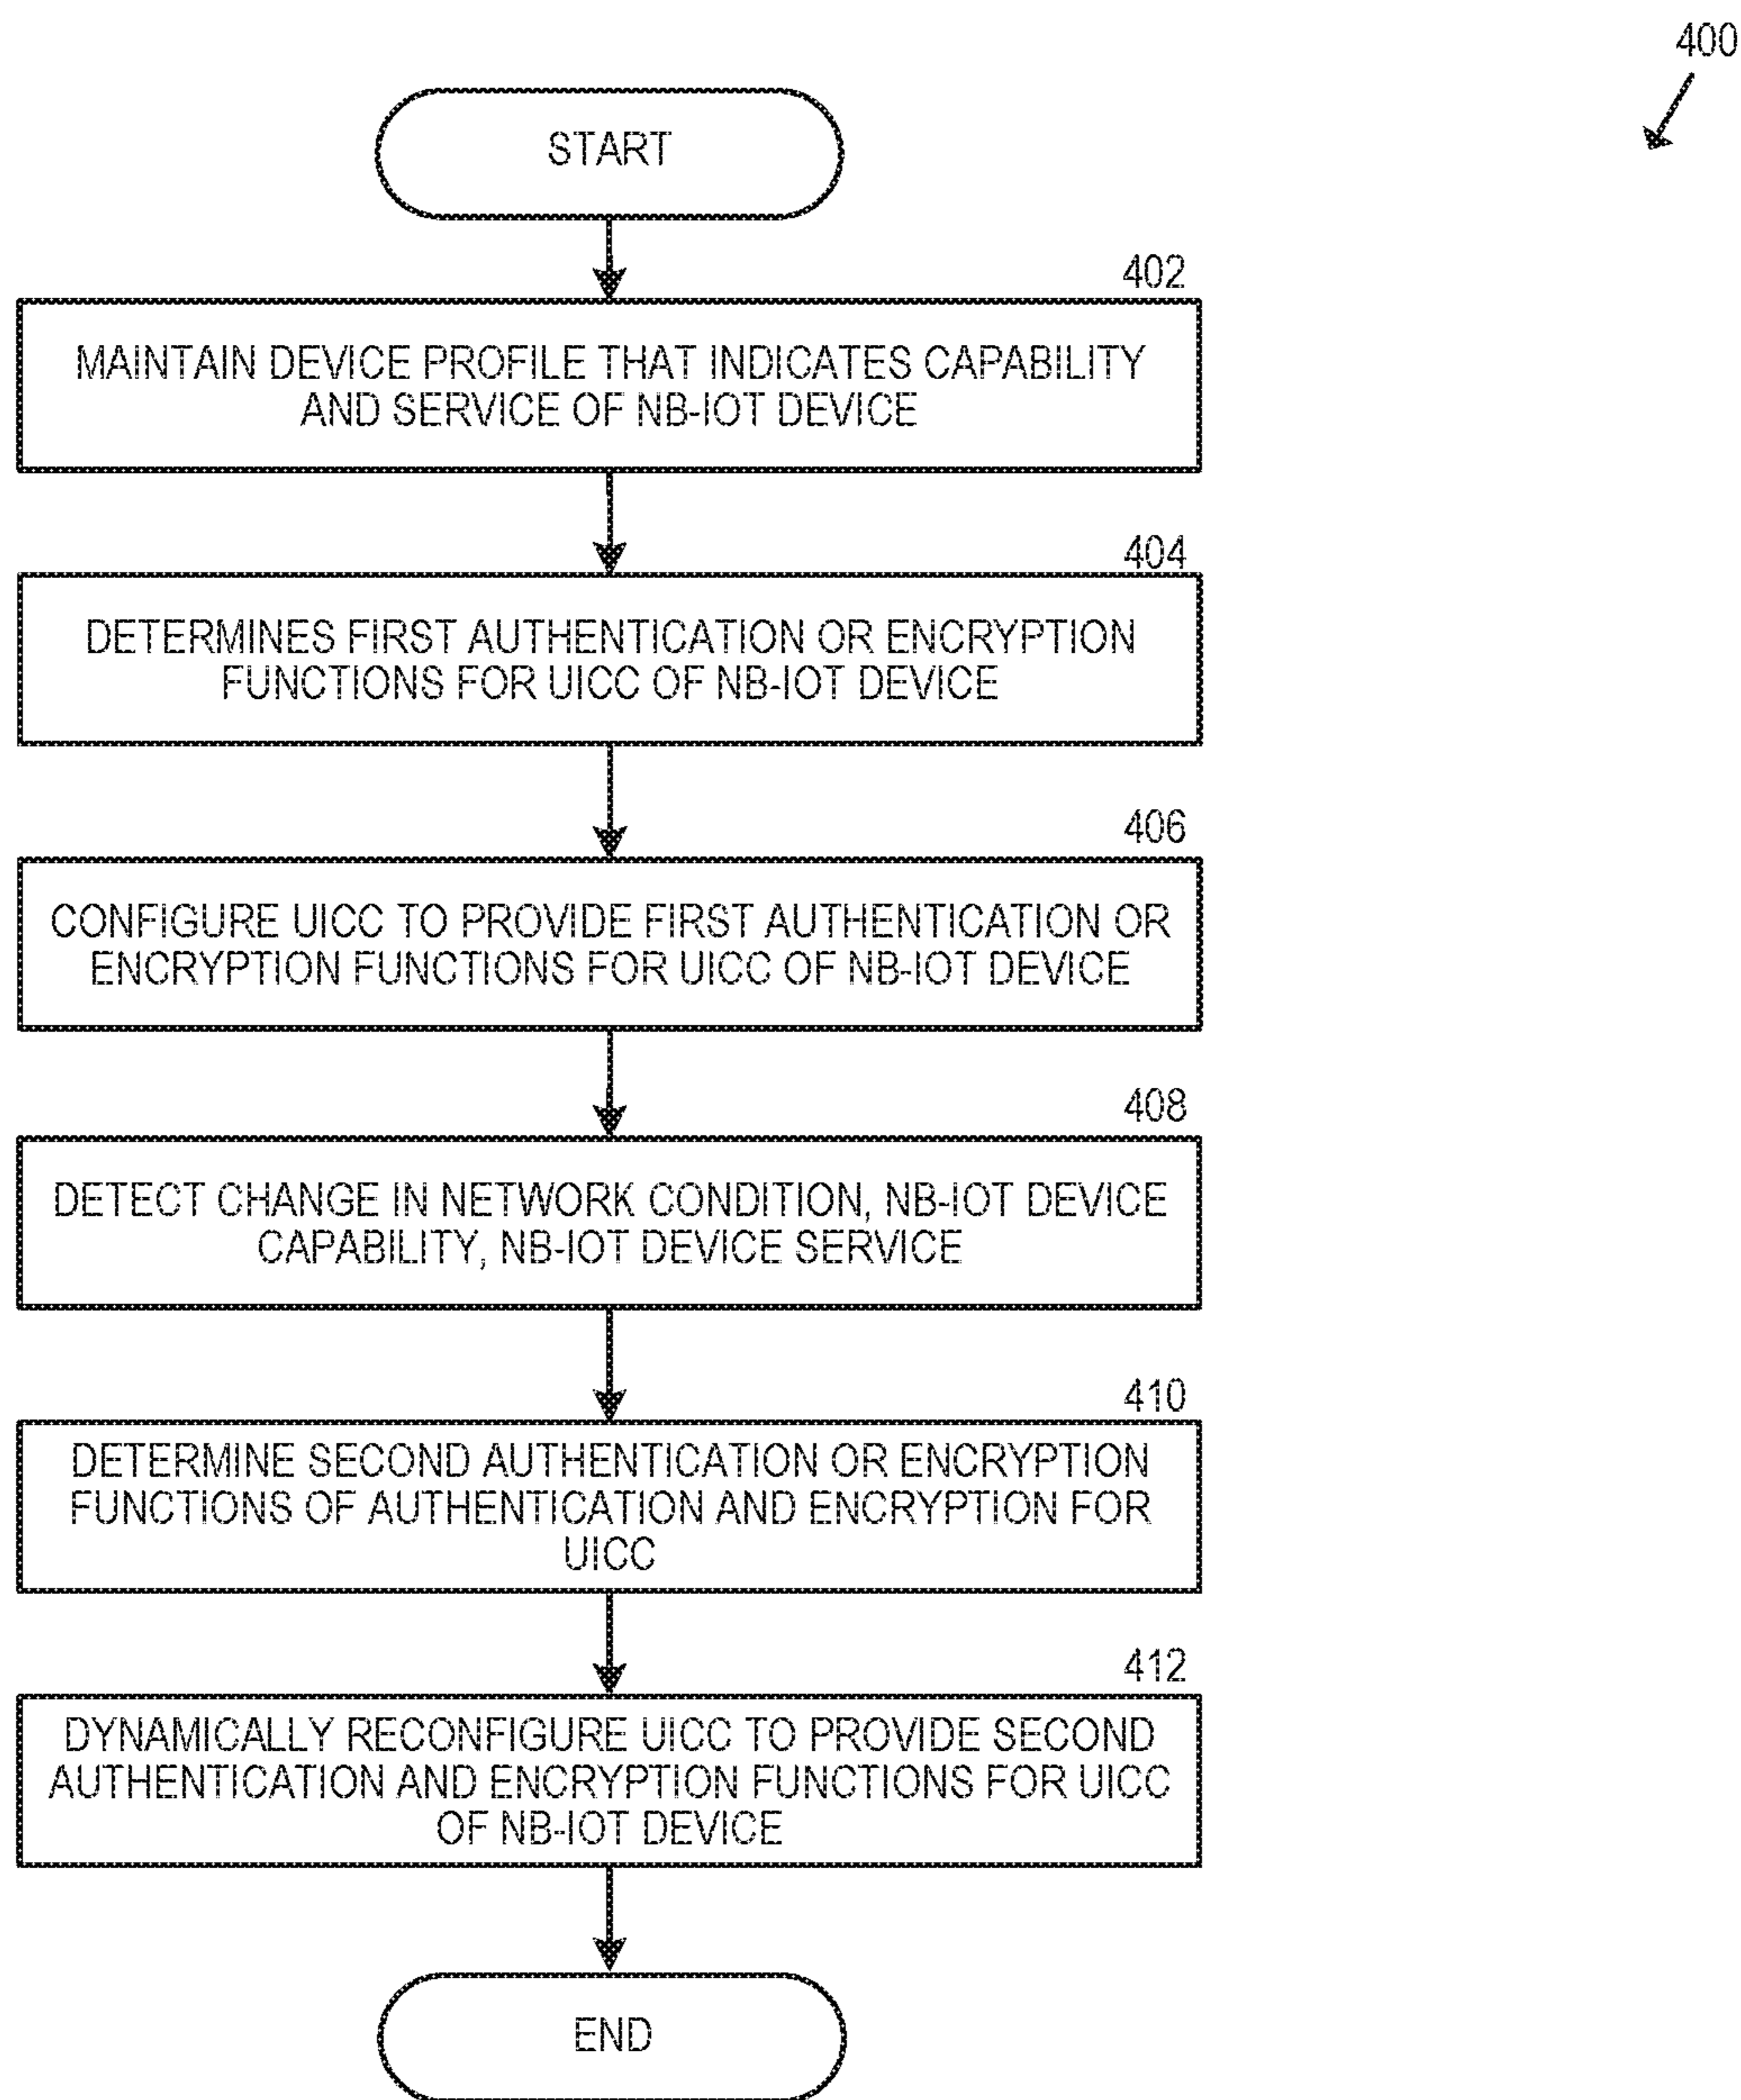 400
START
402
MAINTAIN DEVICE PROFILE THAT INDICATES CAPABILITY
AND SERVICE OF NB-IOT DEVICE
404
DETERMINES FIRST AUTHENTICATION OR ENCRYPTION
FUNCTIONS FOR UICC OF NB-IOT DEVICE
406
CONFIGURE UICC TO PROVIDE FIRST AUTHENTICATION OR
ENCRYPTION FUNCTIONS FOR UICC OF NB-IOT DEVICE
408
DETECT CHANGE IN NETWORK CONDITION, NB-IOT DEVICE
CAPABILITY, NB-IOT DEVICE SERVICE
410
DETERMINE SECOND AUTHENTICATION OR ENCRYPTION
FUNCTIONS OF AUTHENTICATION AND ENCRYPTION FOR
UICC
412
DYNAMICALLY RECONFIGURE UICC TO PROVIDE SECOND
AUTHENTICATION AND ENCRYPTION FUNCTIONS FOR UICC
OF NB-IOT DEVICE
END